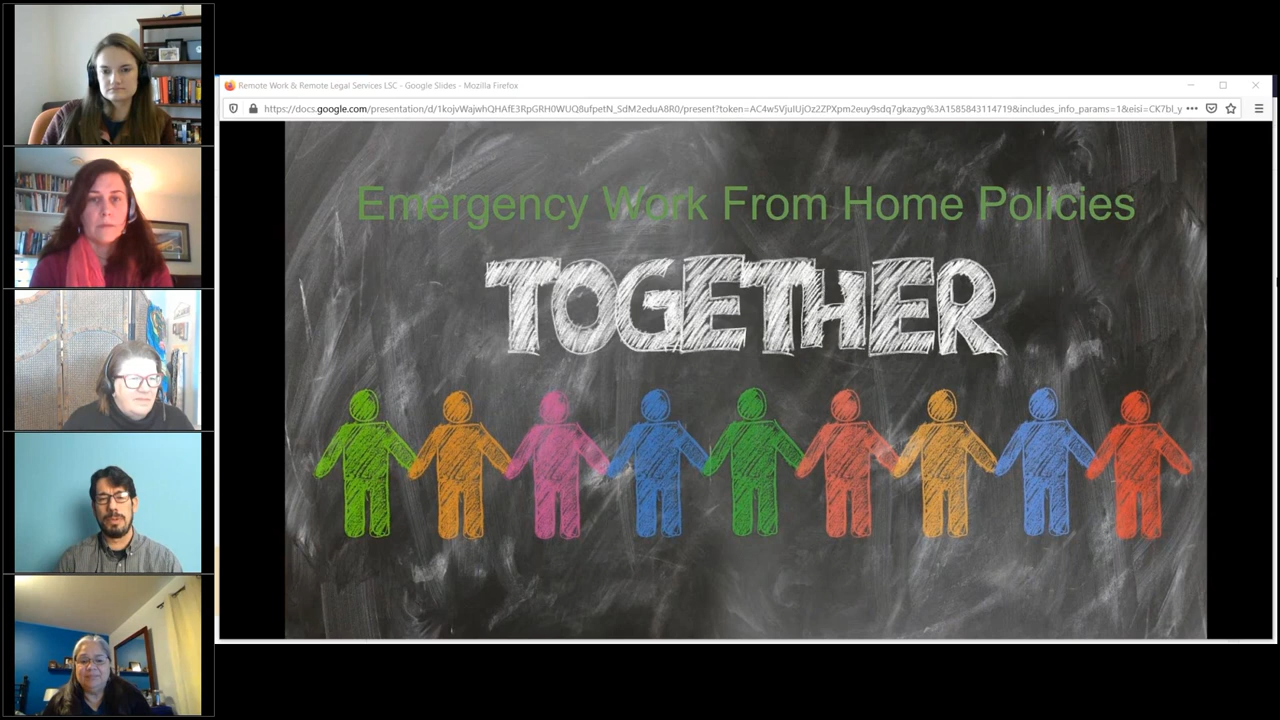 Remote Work & Remote Legal Services LSC - Google Slides - Mozilla Firefox
Emergency Work From Home Policies
TOGETHER